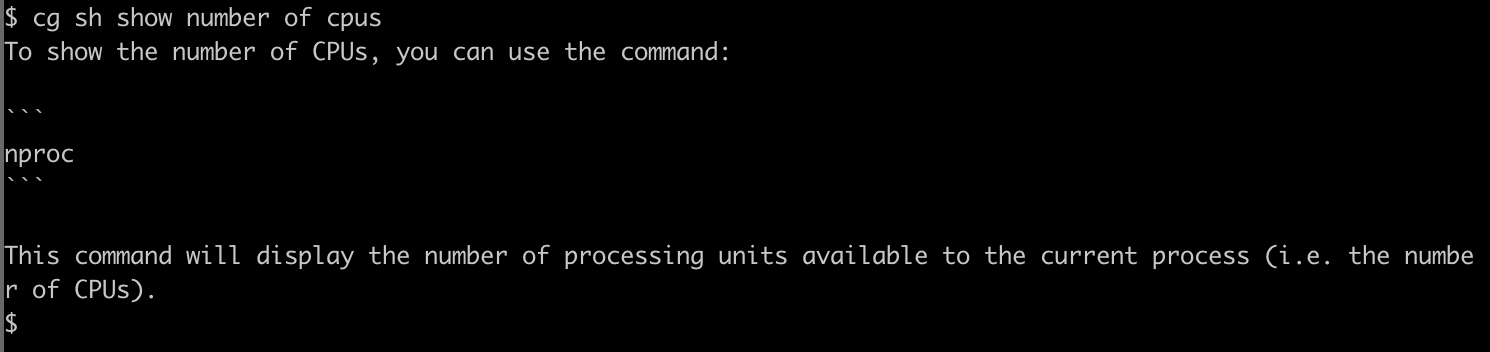 $ cg sh show number of cpus
To show the number of CPUs, you can use the command:
```
nproc
```
This command will display the number of processing units available to the current process (i.e. the numbe
r of CPUs).
$